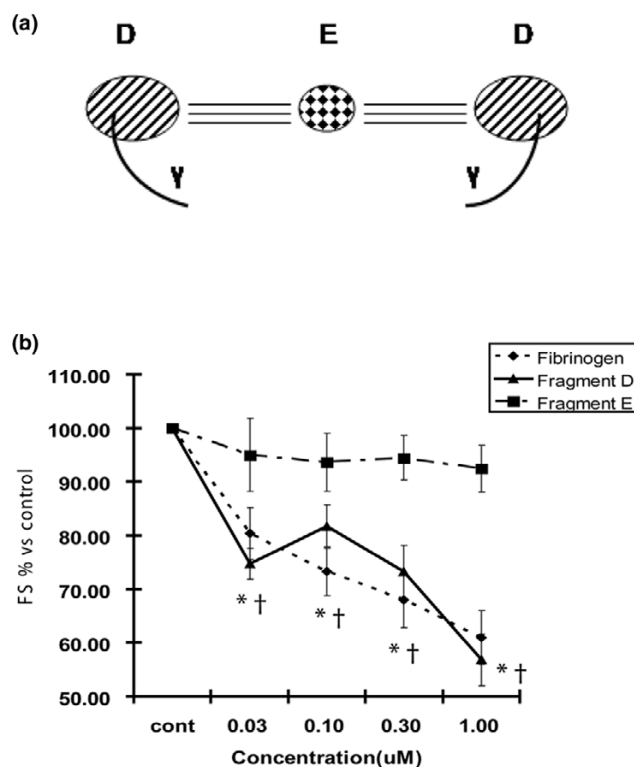 (a)
D E D
γ γ
(b)
Fibrinogen
Fragment D
Fragment E
110.00
100.00
90.00
80.00
70.00
60.00
50.00
FS % vs control
* † * † * † * †
cont 0.03 0.10 0.30 1.00
Concentration(uM)